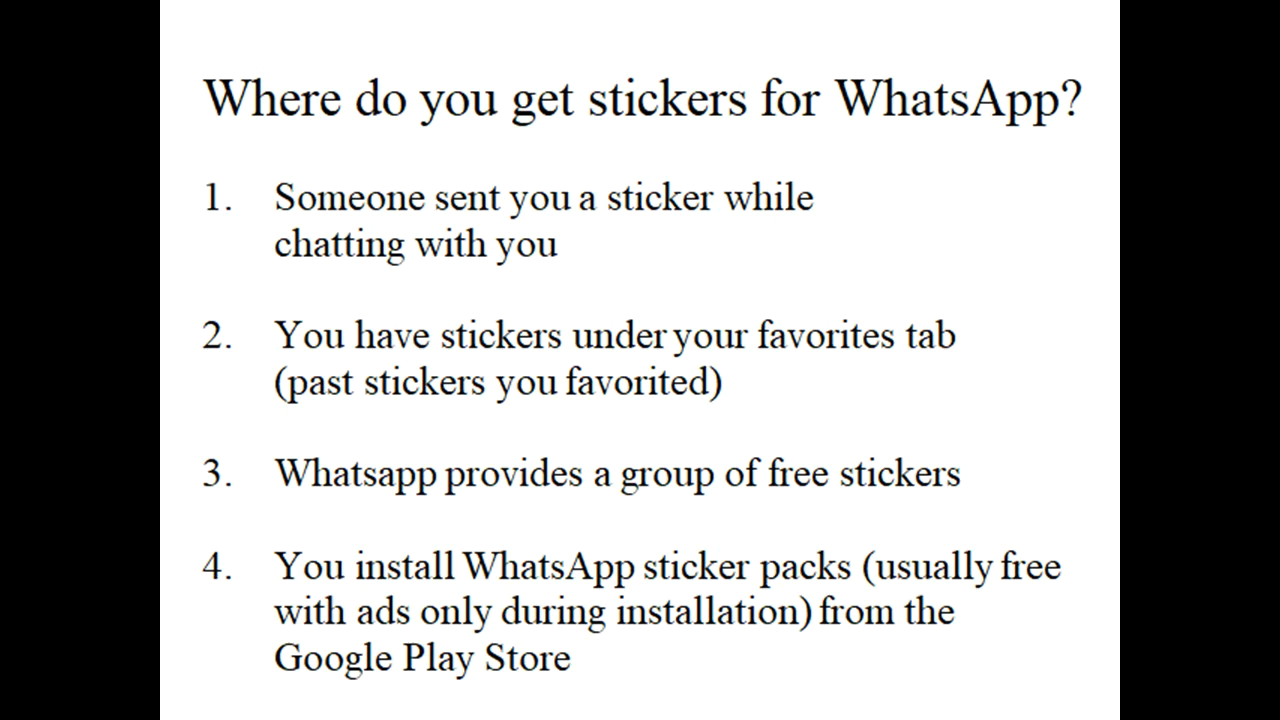 Where do you get stickers for WhatsApp?
1. Someone sent you a sticker while
chatting with you
2. You have stickers under your favorites tab
(past stickers you favorited)
3. Whatsapp provides a group of free stickers
4. You install WhatsApp sticker packs (usually free
with ads only during installation) from the
Google Play Store